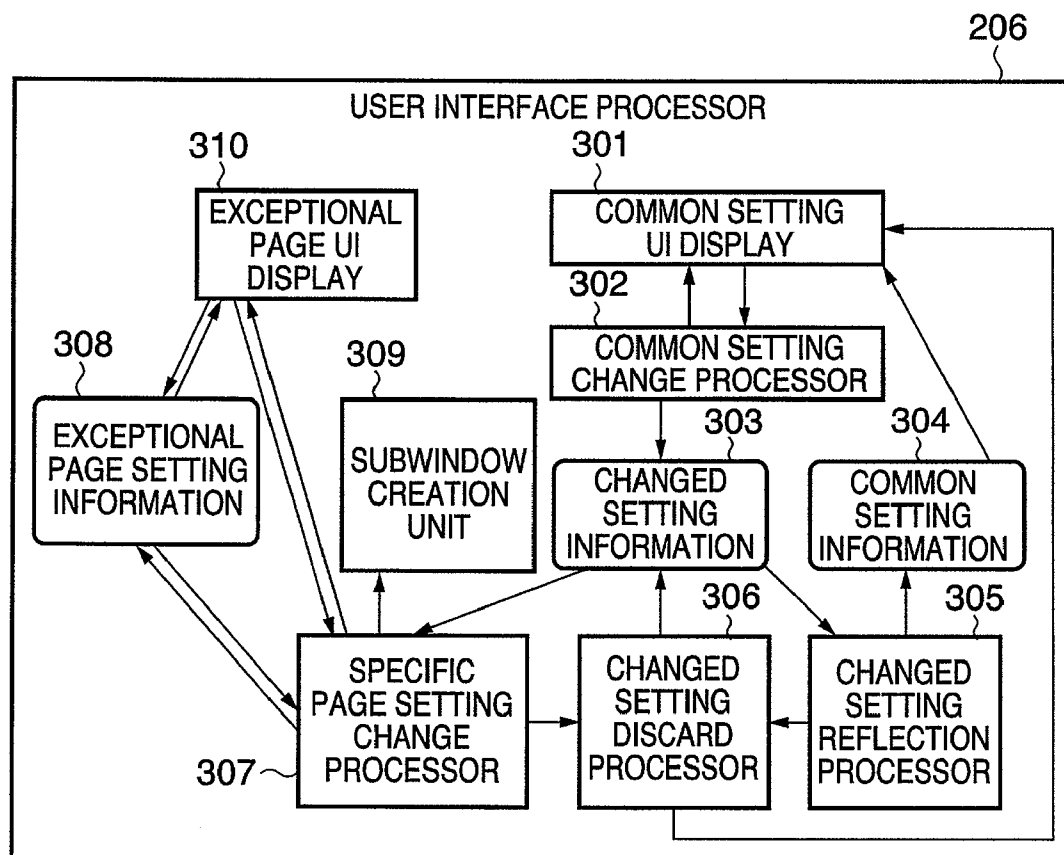 206
USER INTERFACE PROCESSOR
310
EXCEPTIONAL
PAGE UI
DISPLAY
301
COMMON SETTING
UI DISPLAY
302
COMMON SETTING
CHANGE PROCESSOR
308
EXCEPTIONAL
PAGE SETTING
INFORMATION
309
SUBWINDOW
CREATION
UNIT
303
CHANGED
SETTING
INFORMATION
304
COMMON
SETTING
INFORMATION
307
SPECIFIC
PAGE SETTING
CHANGE
PROCESSOR
306
CHANGED
SETTING
DISCARD
PROCESSOR
305
CHANGED
SETTING
REFLECTION
PROCESSOR